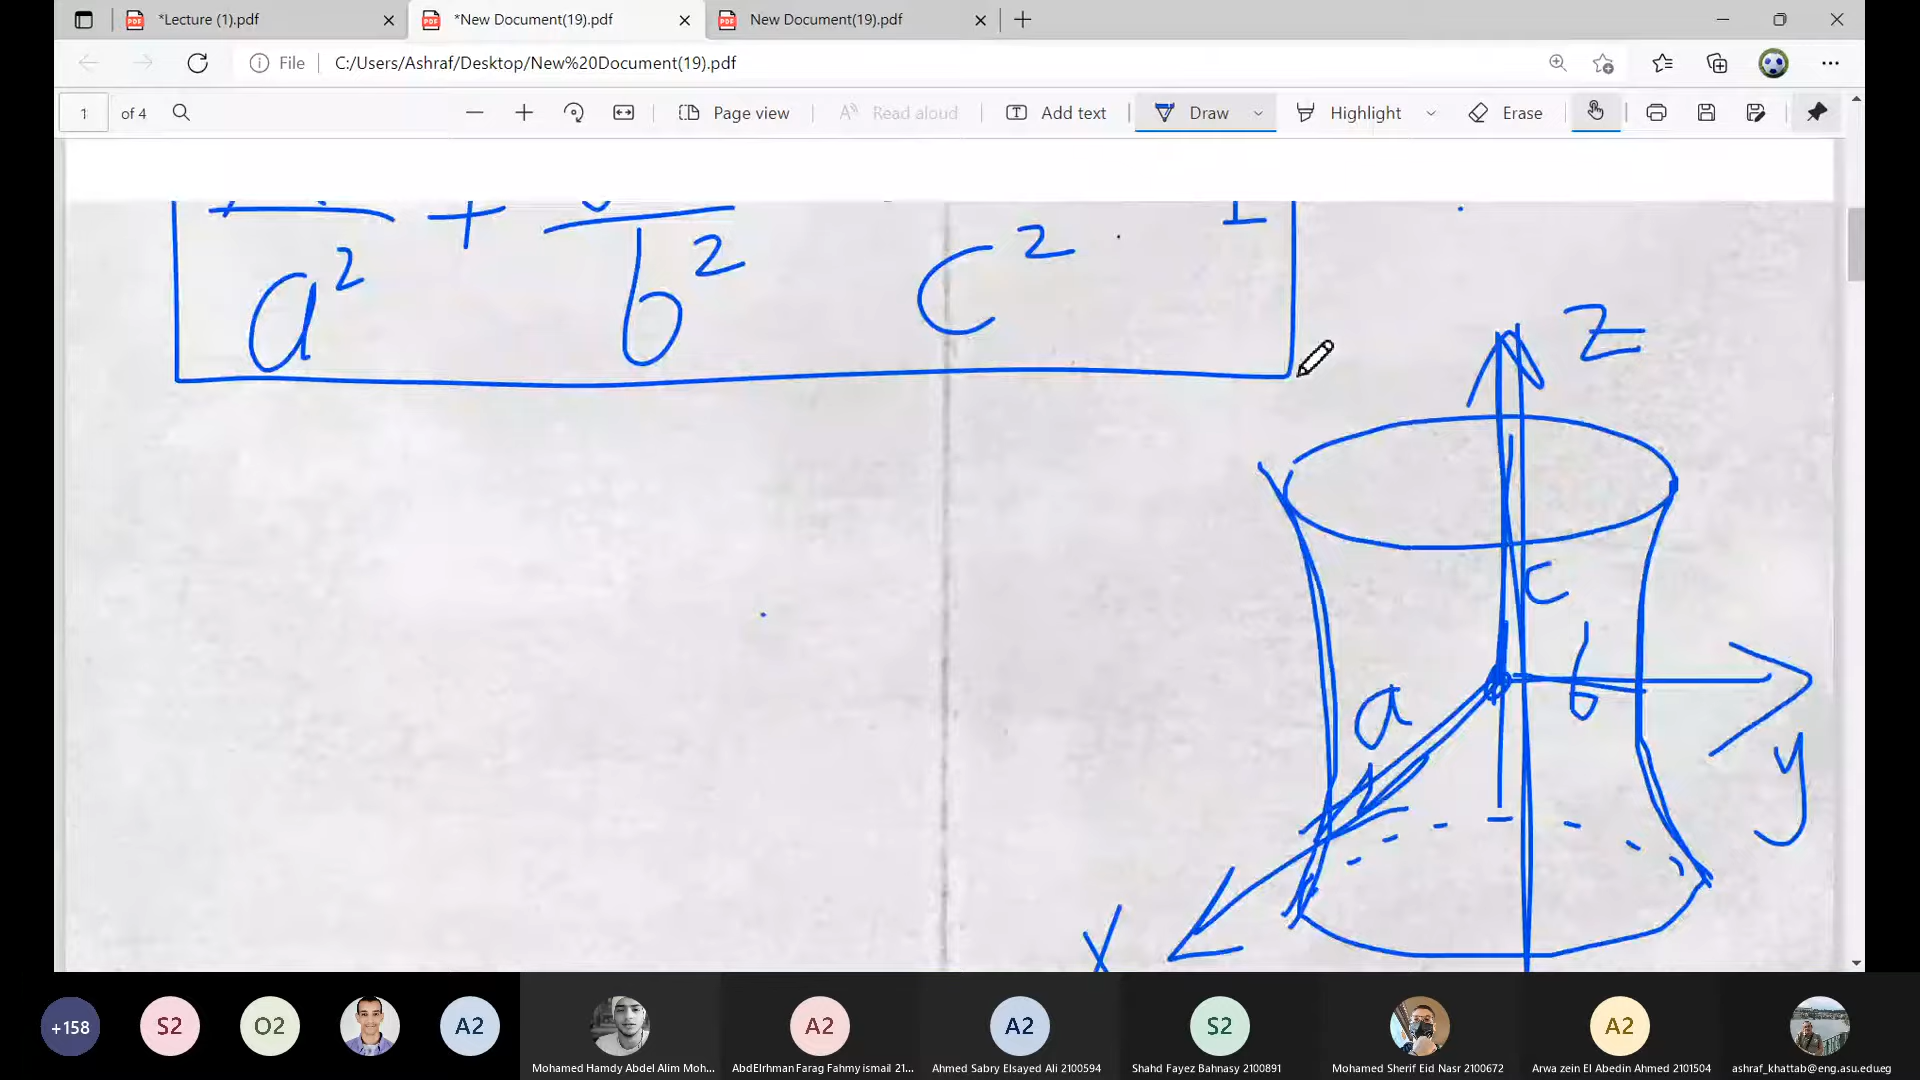 *Lecture (1).pdf
*New Document(19).pdf
New Document(19).pdf
File
C:/Users/Ashraf/Desktop/New%20Document(19).pdf
1 of 4
Page view
Read aloud
Add text
Draw
Highlight
Erase
+
1
a²
b²
c²
z
c
b
a
y
x
+158
S2
O2
A2
A2
A2
S2
A2
Mohamed Hamdy Abdel Alim Moh...
AbdElrhman Farag Fahmy ismail 21...
Ahmed Sabry Elsayed Ali 2100594
Shahd Fayez Bahnasy 2100891
Mohamed Sherif Eid Nasr 2100672
Arwa zein El Abedin Ahmed 2101504
ashraf_khattab@eng.asu.edu.eg